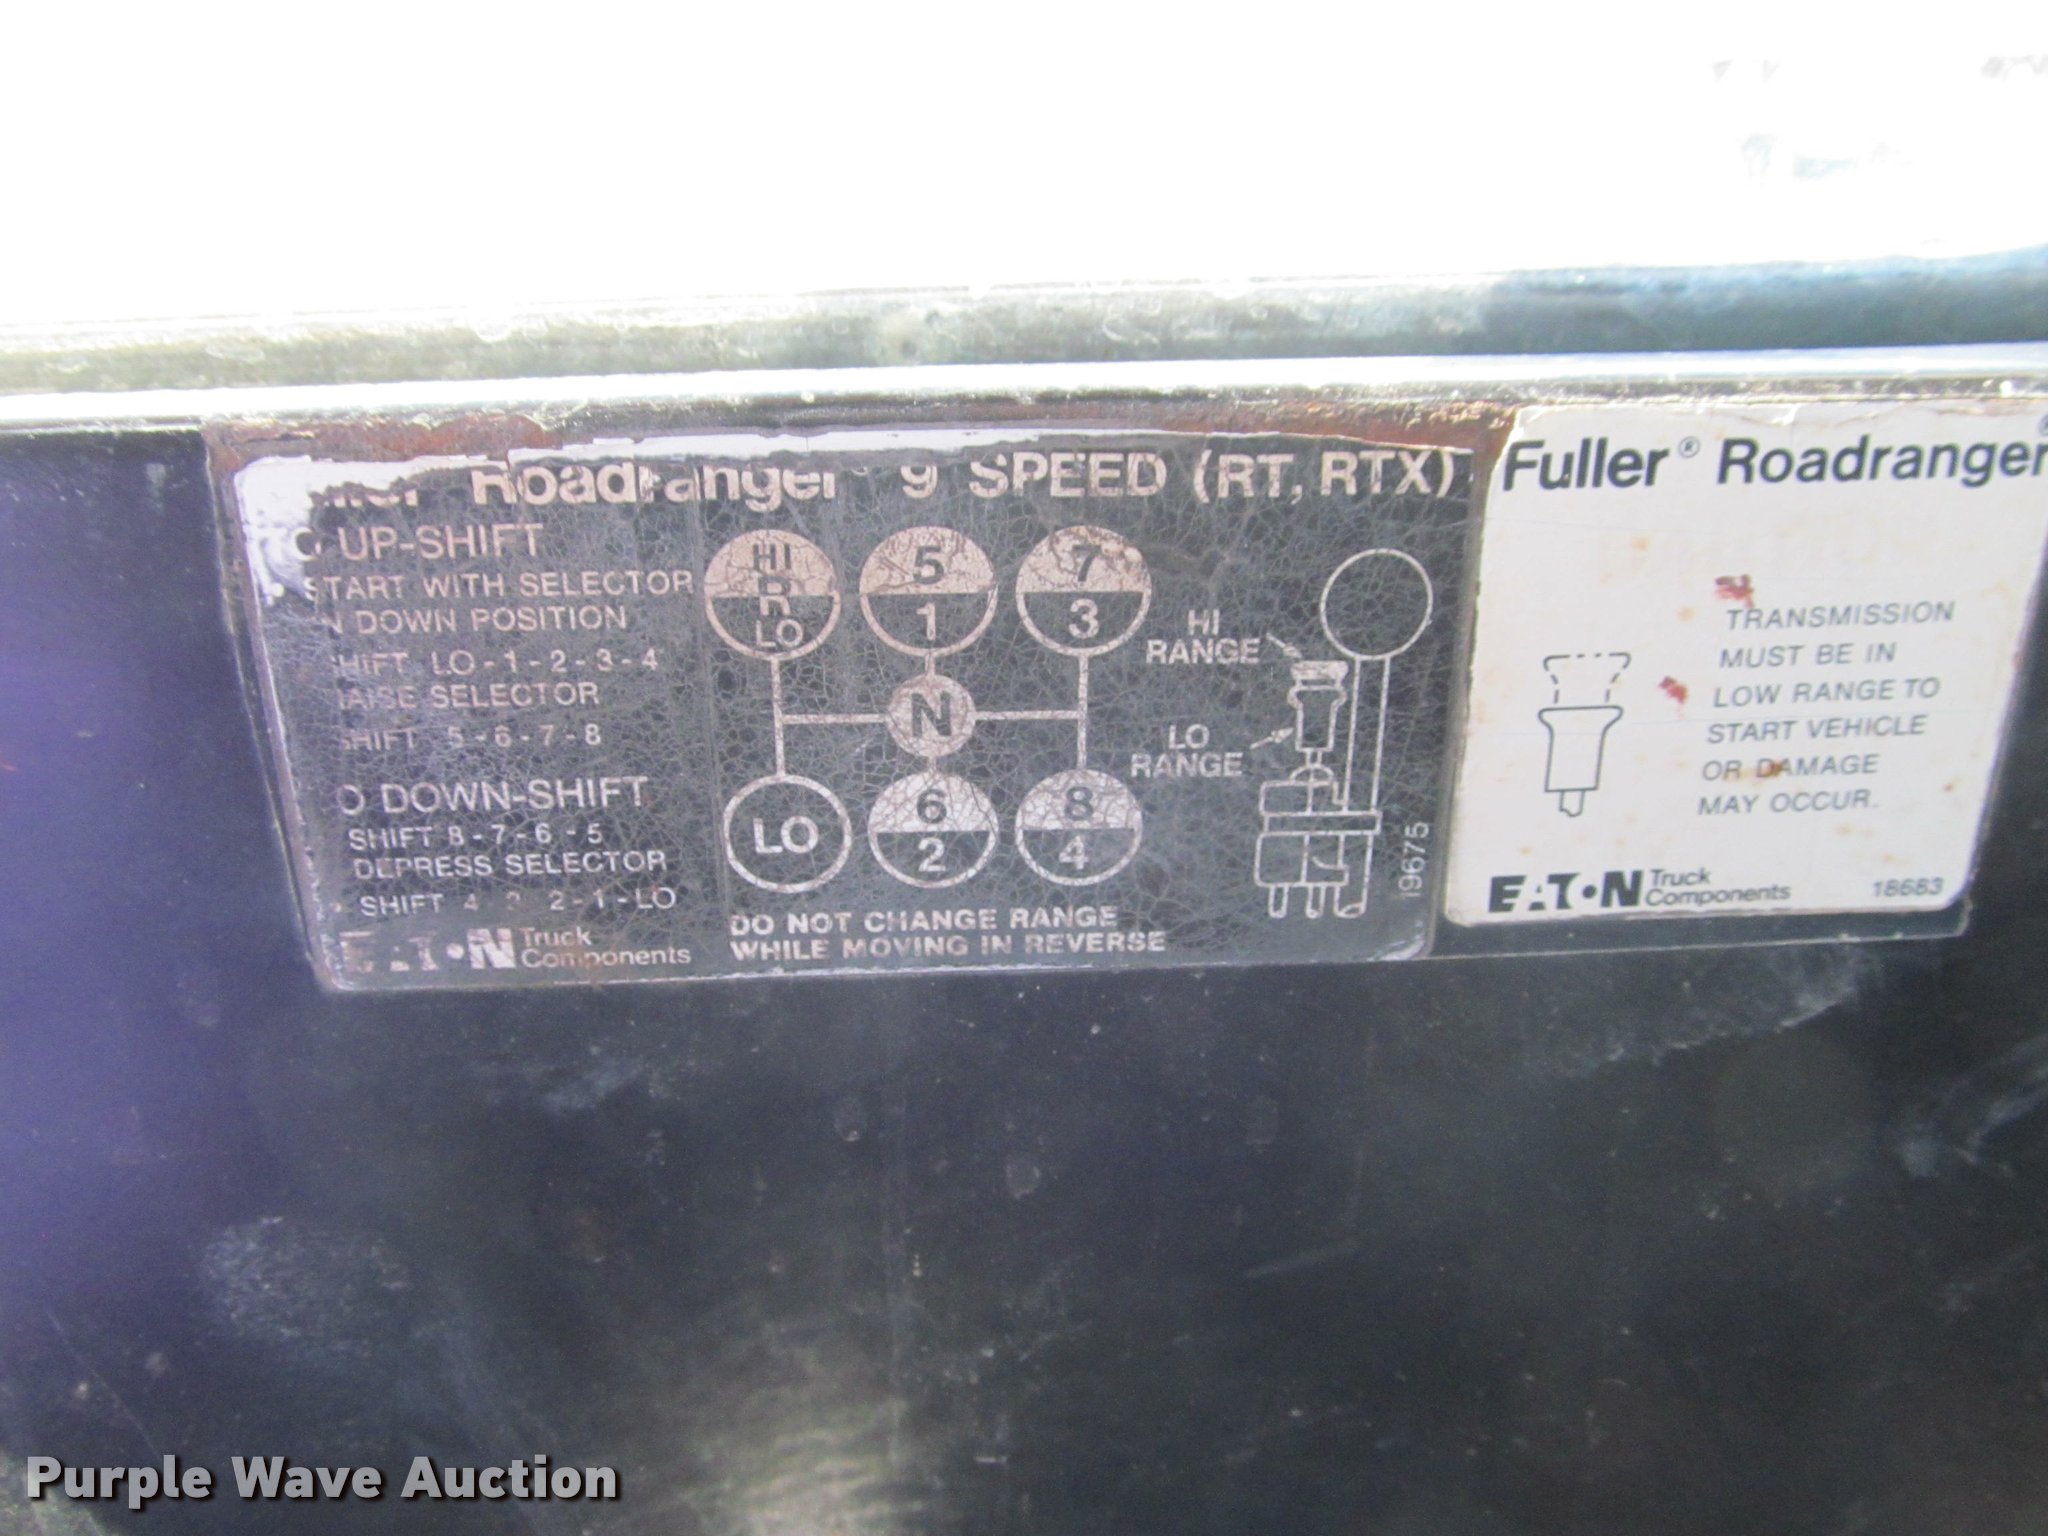 Roadranger 9 SPEED (RT, RTX)
UP-SHIFT
START WITH SELECTOR
DOWN POSITION
SHIFT LO-1-2-3-4
RAISE SELECTOR
SHIFT 5-6-7-8
DOWN-SHIFT
SHIFT 8-7-6-5
DEPRESS SELECTOR
SHIFT 4 2-1-LO
EATON Truck
Components
HI
R
LO
5
1
7
3
N
LO
6
2
8
4
DO NOT CHANGE RANGE
WHILE MOVING IN REVERSE
HI
RANGE
LO
RANGE
19675
Fuller® Roadranger
TRANSMISSION
MUST BE IN
LOW RANGE TO
START VEHICLE
OR DAMAGE
MAY OCCUR.
EATON Truck
Components
18683
Purple Wave Auction